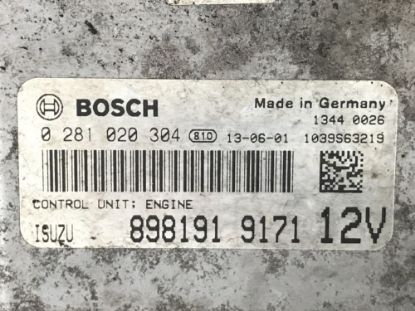 BOSCH Made in Germany
1344 0026
0 281 020 304 810 13-06-01 1039S63219
CONTROL UNIT: ENGINE
ISUZU 898191 9171 12V